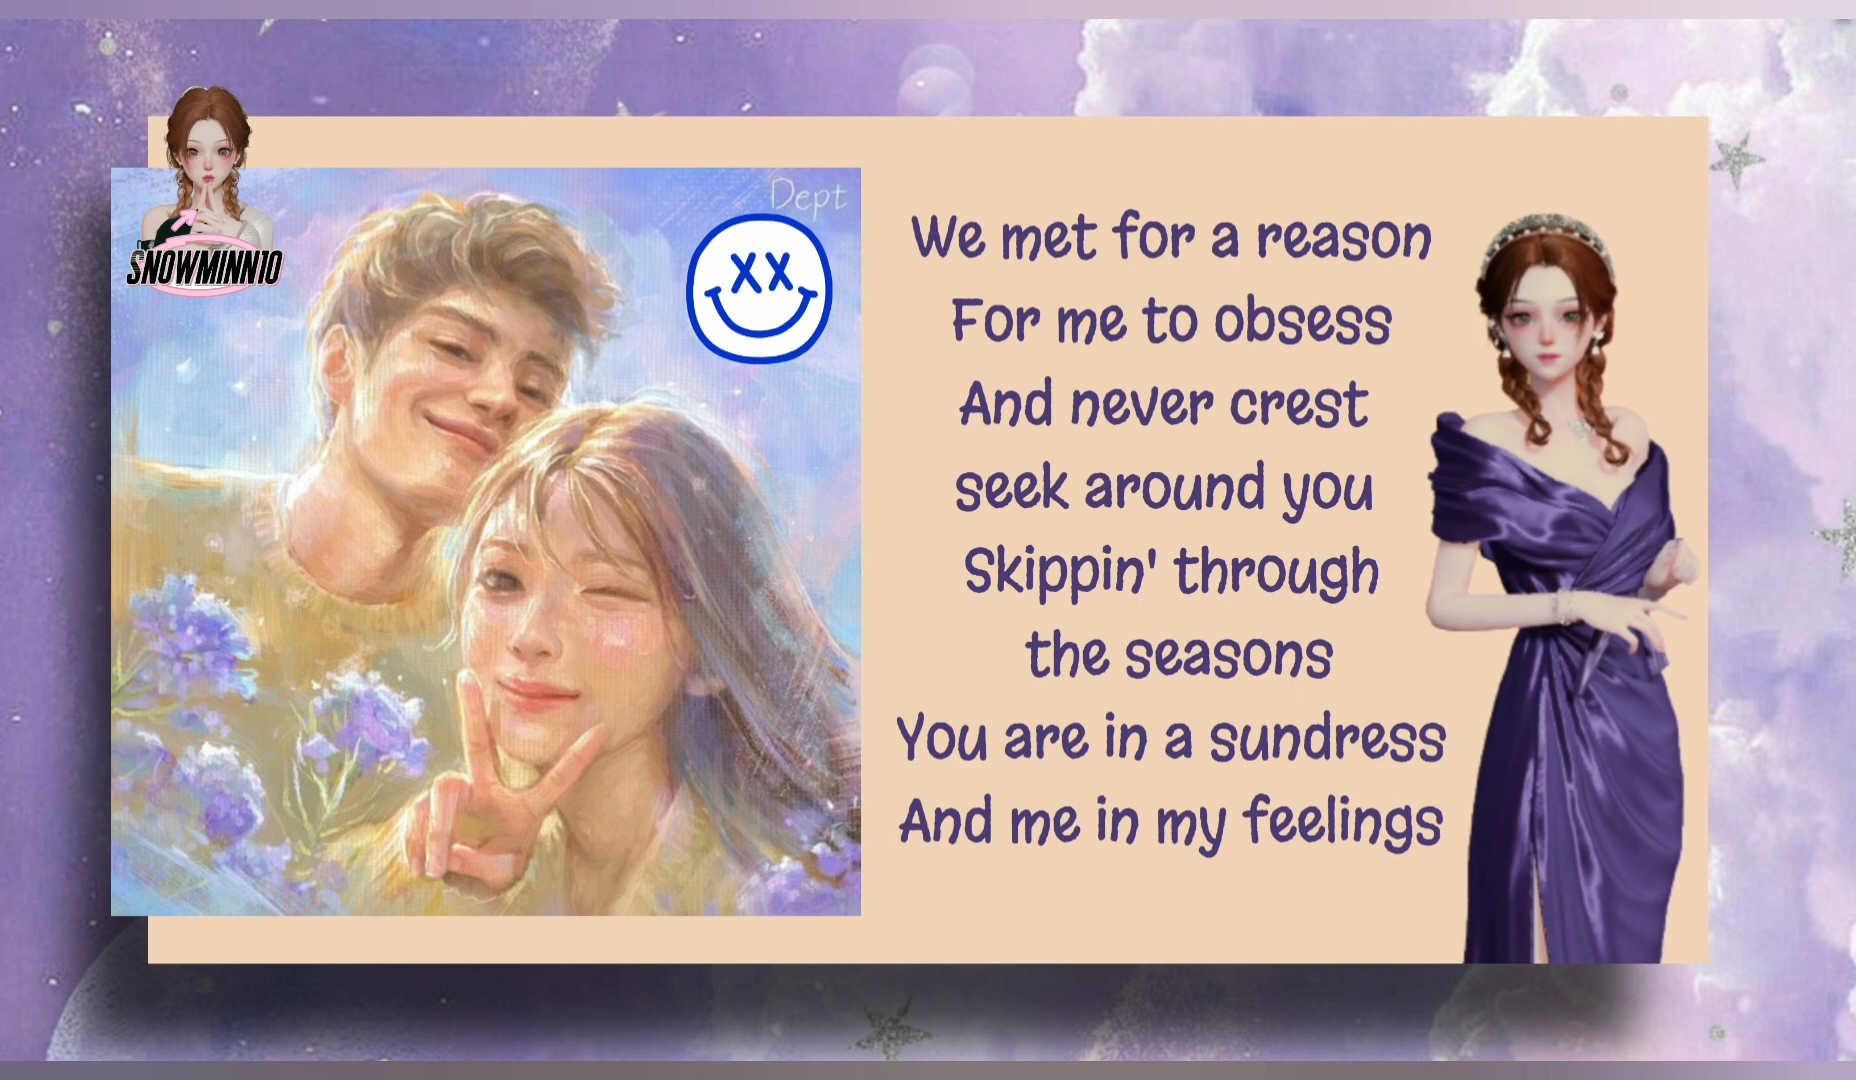 Dept
SNOWMINN10
We met for a reason
For me to obsess
And never crest
seek around you
Skippin' through
the seasons
You are in a sundress
And me in my feelings